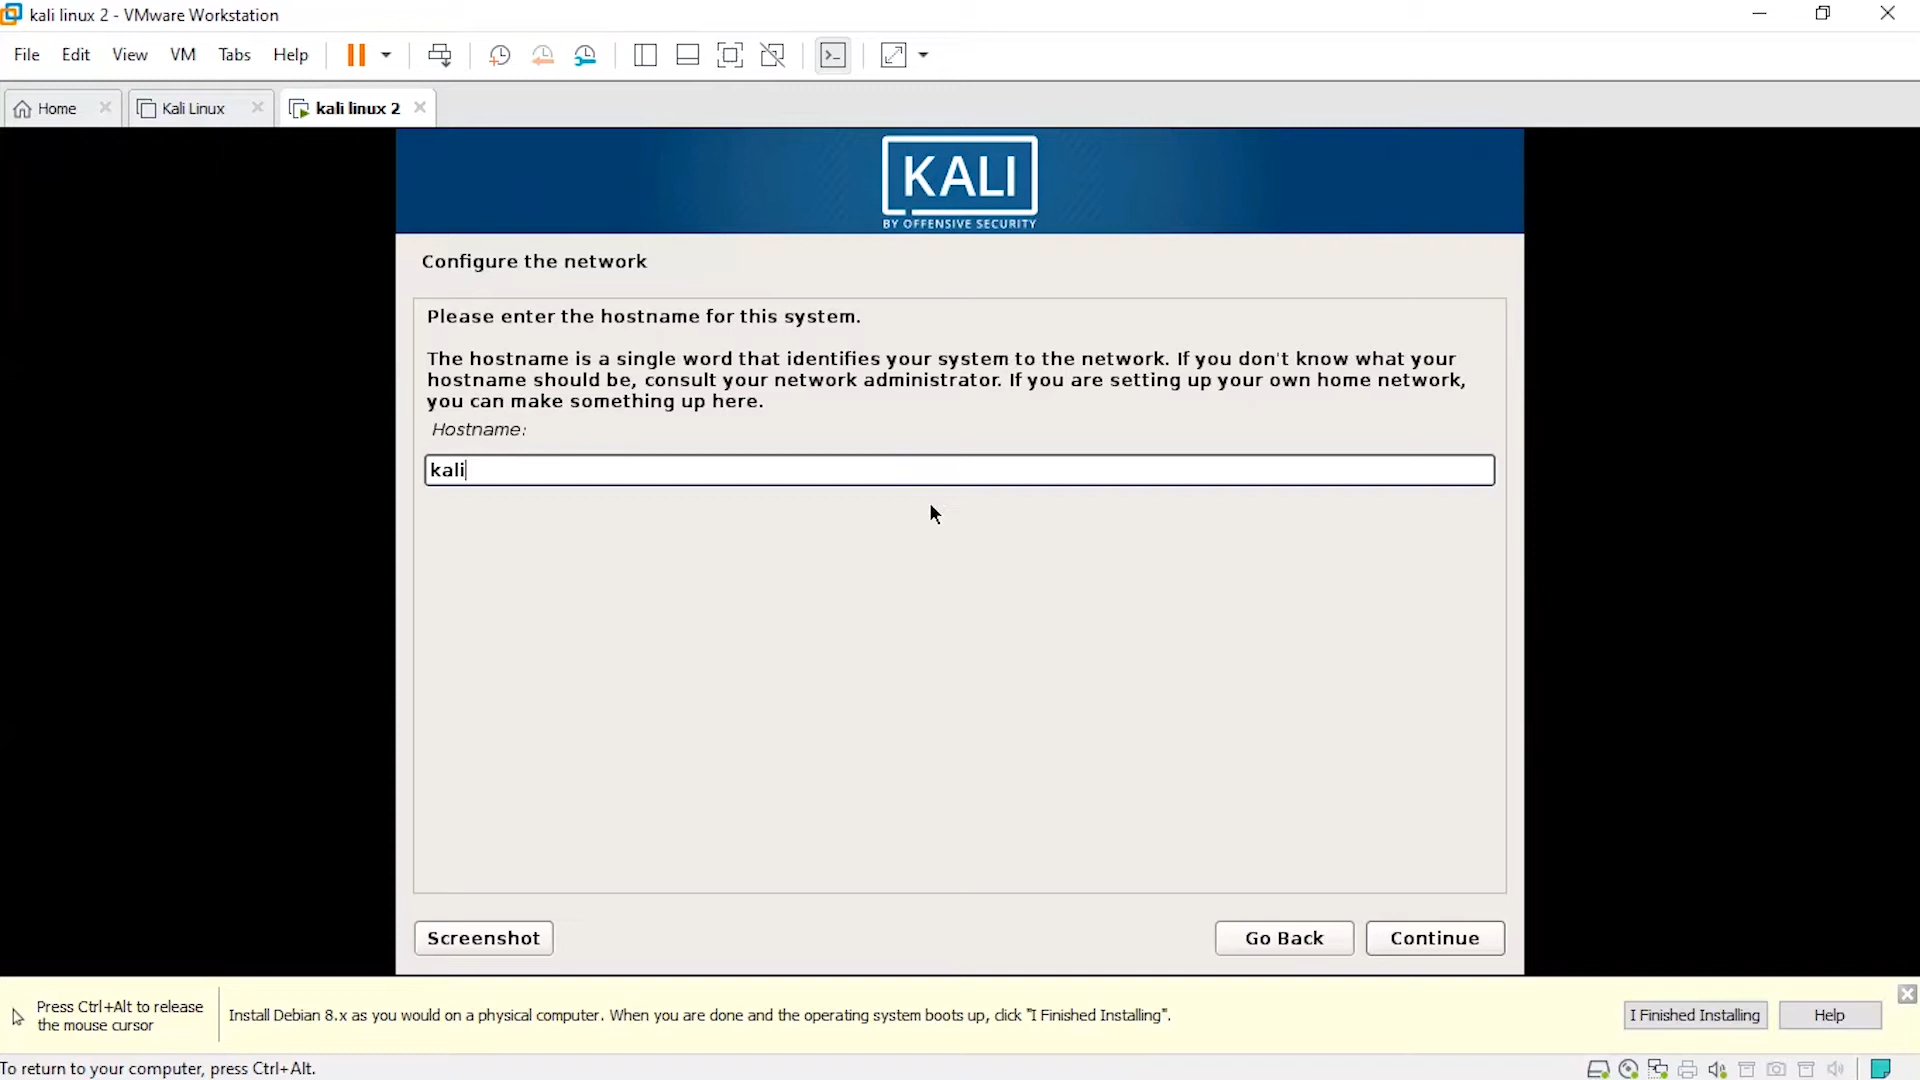 kali linux 2 - VMware Workstation
File Edit View VM Tabs Help
Home Kali Linux kali linux 2
KALI
BY OFFENSIVE SECURITY
Configure the network
Please enter the hostname for this system.
The hostname is a single word that identifies your system to the network. If you don't know what your
hostname should be, consult your network administrator. If you are setting up your own home network,
you can make something up here.
Hostname:
kali
Screenshot Go Back Continue
Press Ctrl+Alt to release
the mouse cursor
Install Debian 8.x as you would on a physical computer. When you are done and the operating system boots up, click "I Finished Installing".
I Finished Installing Help
To return to your computer, press Ctrl+Alt.